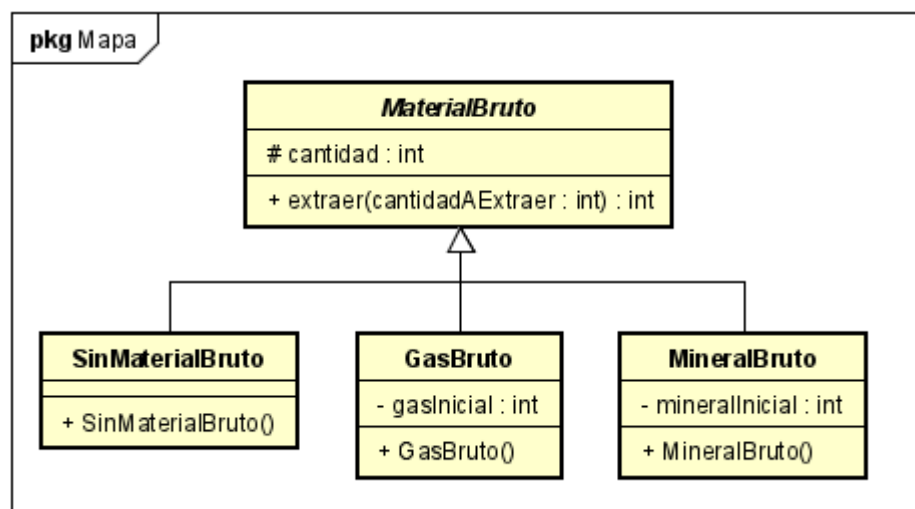 pkg Mapa
MaterialBruto
# cantidad : int
+ extraer(cantidadAExtraer : int) : int
SinMaterialBruto
+ SinMaterialBruto()
GasBruto
- gasInicial : int
+ GasBruto()
MineralBruto
- mineralInicial : int
+ MineralBruto()